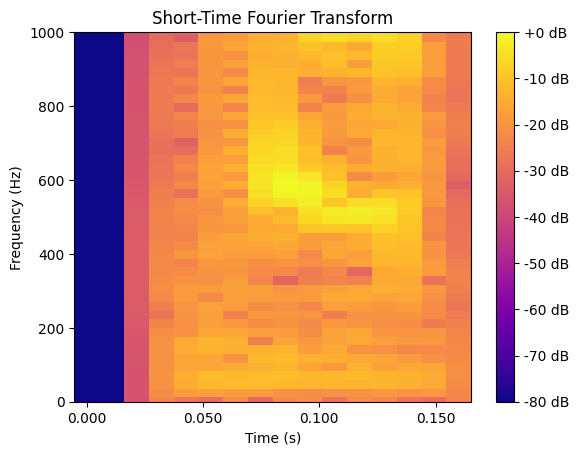 Short-Time Fourier Transform
1000
800
600
400
200
0
Frequency (Hz)
0.000
0.050
0.100
0.150
Time (s)
+0 dB
-10 dB
-20 dB
-30 dB
-40 dB
-50 dB
-60 dB
-70 dB
-80 dB